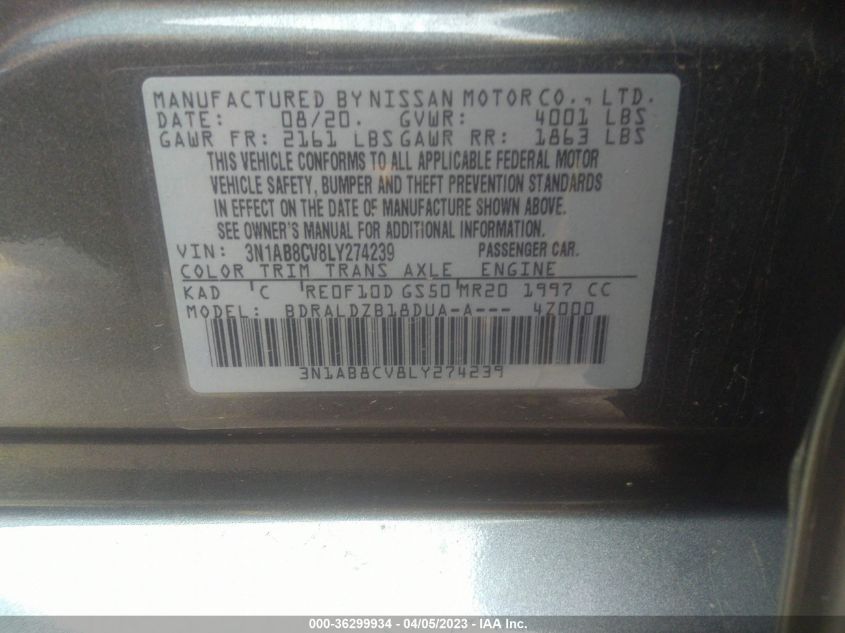 MANUFACTURED BY NISSAN MOTOR CO., LTD.
DATE: 08/20. GVWR: 4001 LBS
GAWR FR: 2161 LBS GAWR RR: 1863 LBS
THIS VEHICLE CONFORMS TO ALL APPLICABLE FEDERAL MOTOR
VEHICLE SAFETY, BUMPER AND THEFT PREVENTION STANDARDS
IN EFFECT ON THE DATE OF MANUFACTURE SHOWN ABOVE.
SEE OWNER'S MANUAL FOR ADDITIONAL INFORMATION.
VIN: 3N1AB8CV8LY274239 PASSENGER CAR.
COLOR TRIM TRANS AXLE ENGINE
KAD C RE0F10D GS50 MR20 1997 CC
MODEL: BDRALDZB18DUA-A--- 4Z000
3N1AB8CV8LY274239
000-36299934 - 04/05/2023 - IAA Inc.